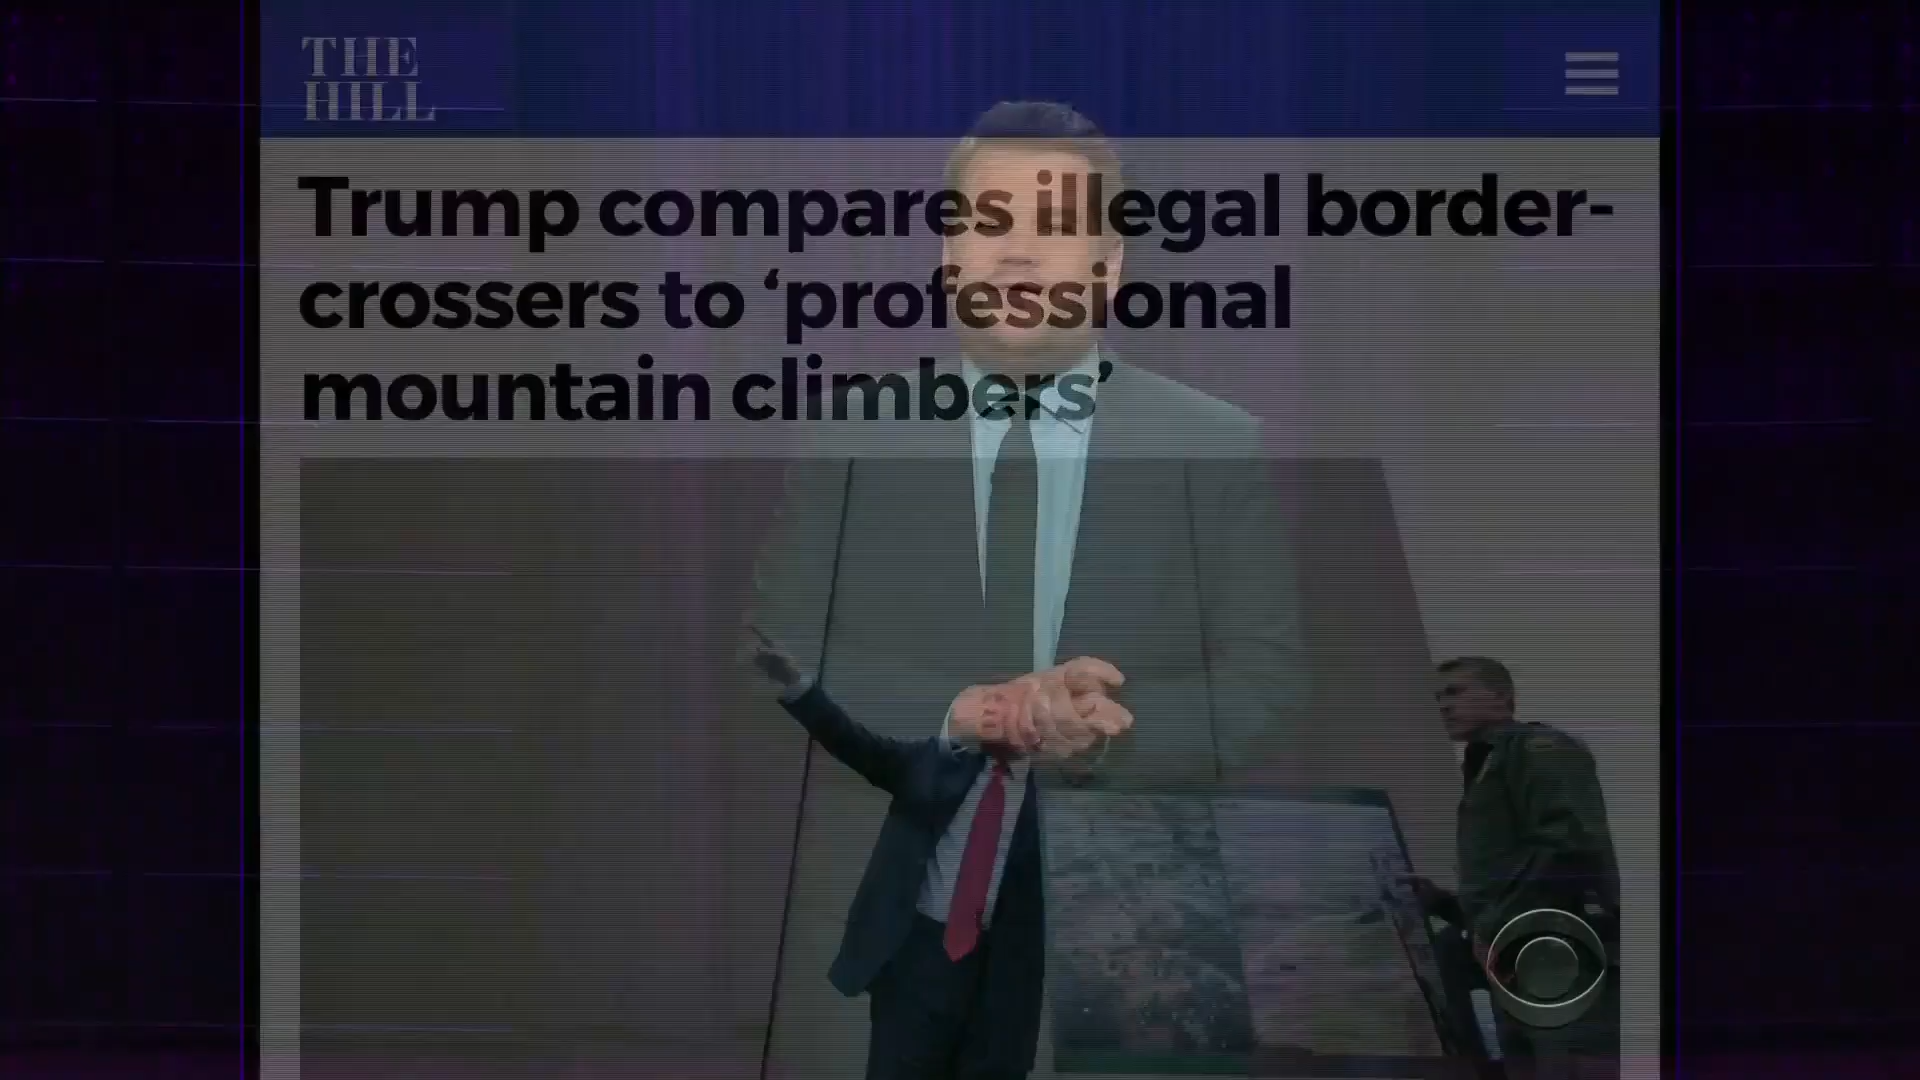 THE
HILL
Trump compares illegal border-
crossers to ‘professional
mountain climbers’